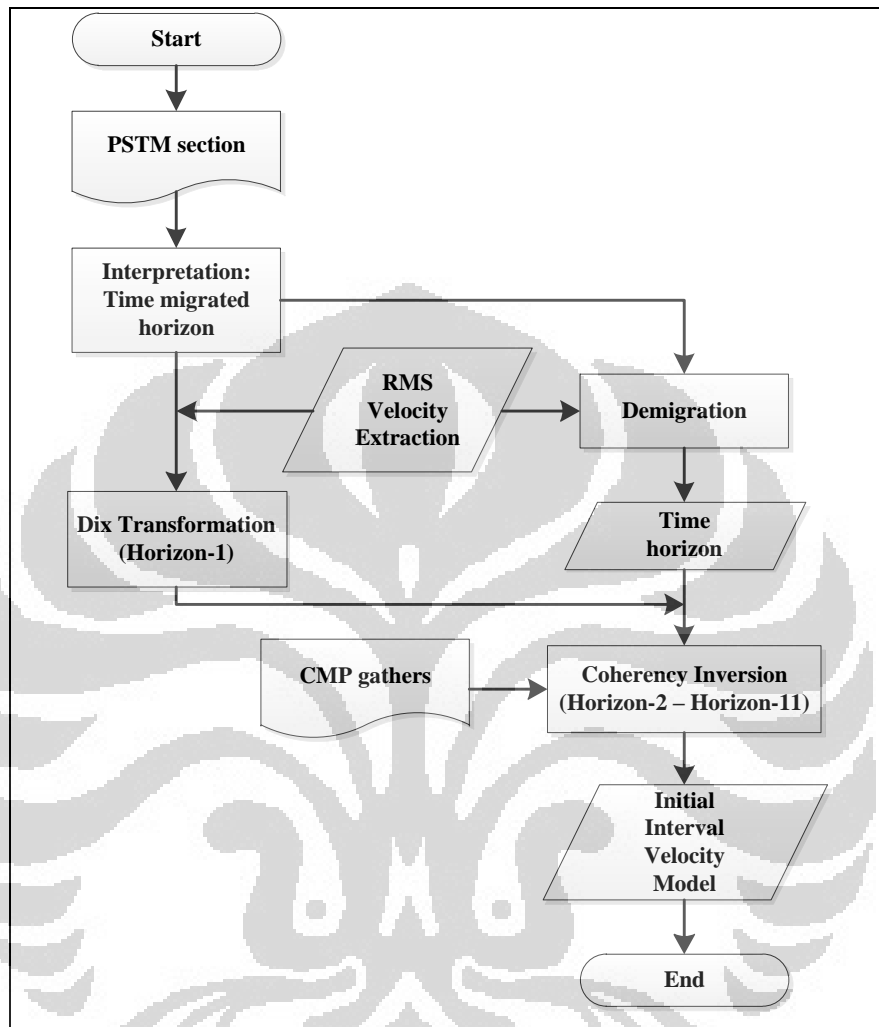 Start
PSTM section
Interpretation:
Time migrated
horizon
RMS
Velocity
Extraction
Demigration
Dix Transformation
(Horizon-1)
Time
horizon
CMP gathers
Coherency Inversion
(Horizon-2 – Horizon-11)
Initial
Interval
Velocity
Model
End